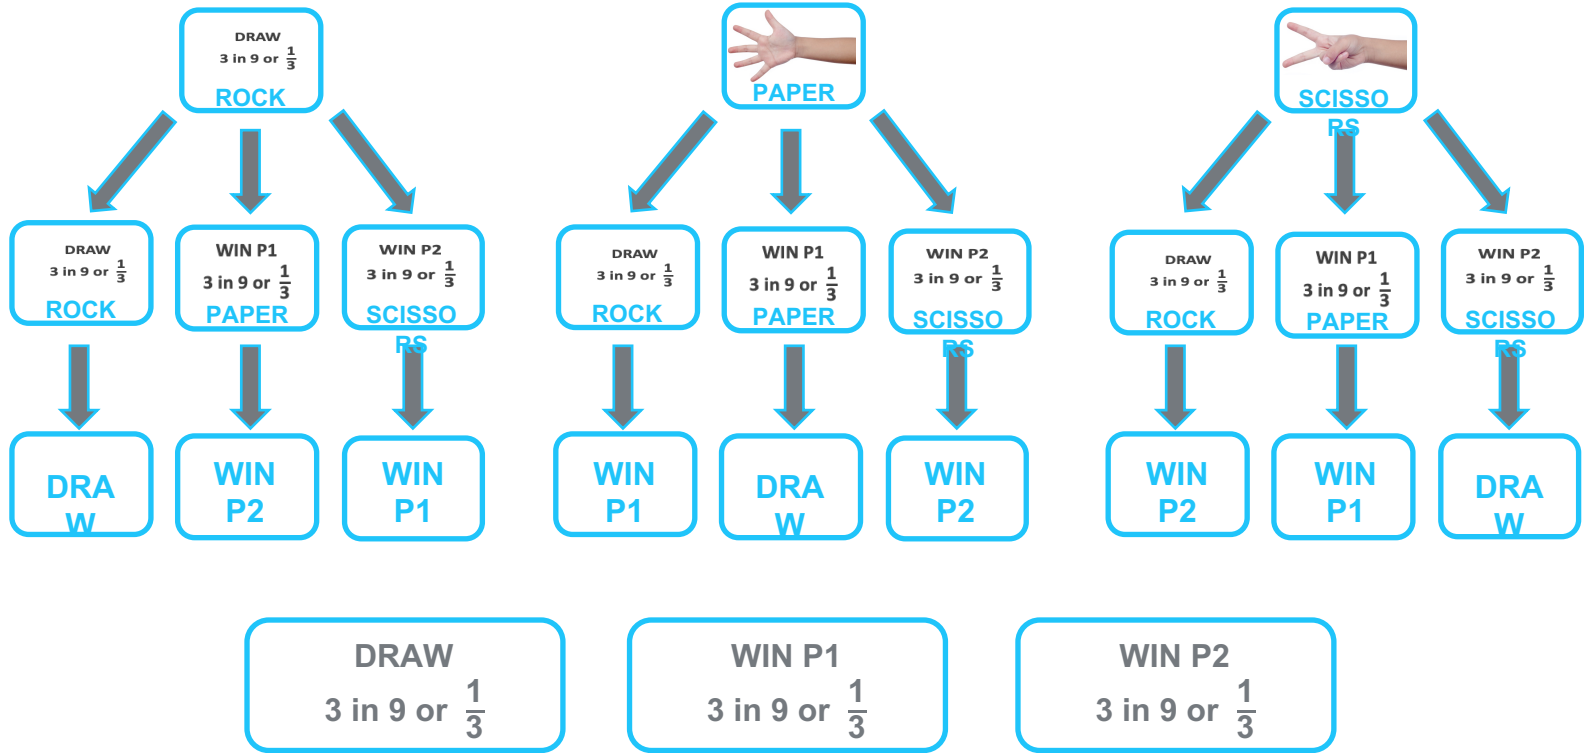 DRAW
3 in 9 or 1/3
ROCK
PAPER
SCISSO
RS
DRAW
3 in 9 or 1/3
ROCK
WIN P1
3 in 9 or 1/3
PAPER
WIN P2
3 in 9 or 1/3
SCISSO
RS
DRAW
3 in 9 or 1/3
ROCK
WIN P1
3 in 9 or 1/3
PAPER
WIN P2
3 in 9 or 1/3
SCISSO
RS
DRAW
3 in 9 or 1/3
ROCK
WIN P1
3 in 9 or 1/3
PAPER
WIN P2
3 in 9 or 1/3
SCISSO
RS
DRA
W
WIN
P2
WIN
P1
WIN
P1
DRA
W
WIN
P2
WIN
P2
WIN
P1
DRA
W
DRAW
3 in 9 or 1/3
WIN P1
3 in 9 or 1/3
WIN P2
3 in 9 or 1/3